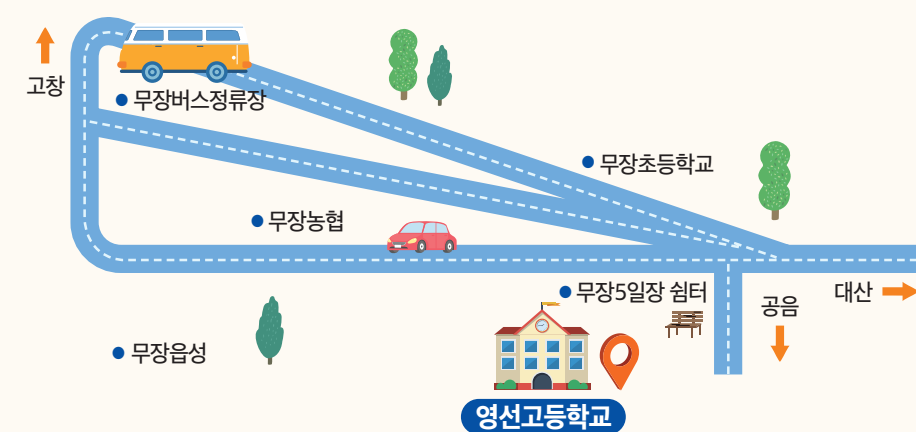 고창
무장버스정류장
무장초등학교
무장농협
무장5일장 쉼터
공음
대산
무장읍성
영선고등학교